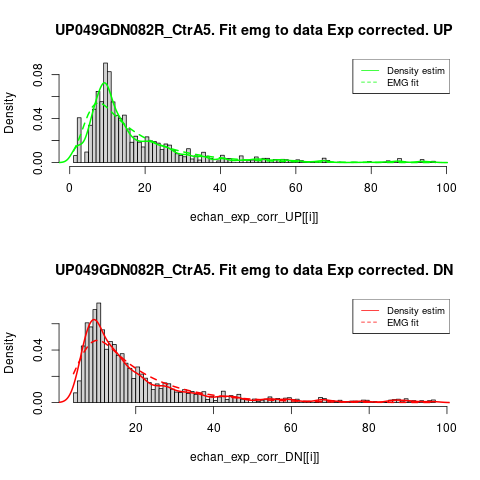 UP049GDN082R_CtrA5. Fit emg to data Exp corrected. UP
Density estim
EMG fit
Density
0.00 0.04 0.08
0 20 40 60 80 100
echan_exp_corr_UP[[i]]
UP049GDN082R_CtrA5. Fit emg to data Exp corrected. DN
Density estim
EMG fit
Density
0.00 0.04
20 40 60 80 100
echan_exp_corr_DN[[i]]